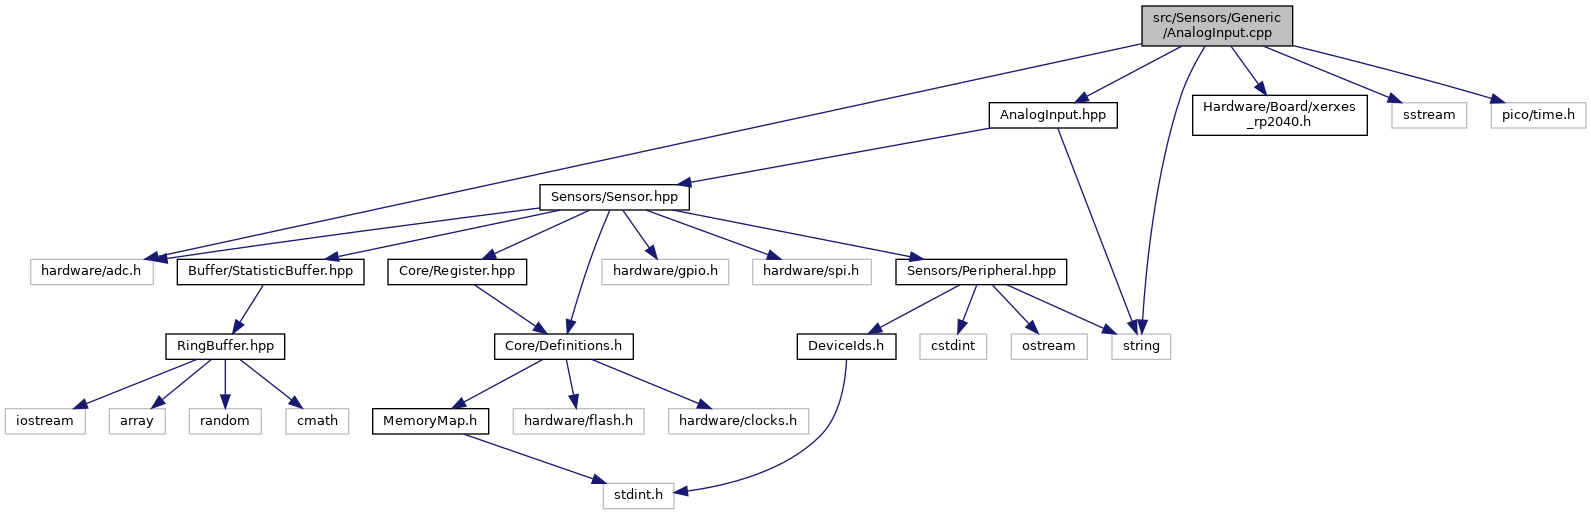 src/Sensors/Generic
/AnalogInput.cpp
AnalogInput.hpp
Hardware/Board/xerxes
_rp2040.h
sstream
pico/time.h
Sensors/Sensor.hpp
hardware/adc.h
Buffer/StatisticBuffer.hpp
Core/Register.hpp
hardware/gpio.h
hardware/spi.h
Sensors/Peripheral.hpp
RingBuffer.hpp
Core/Definitions.h
DeviceIds.h
cstdint
ostream
string
iostream
array
random
cmath
MemoryMap.h
hardware/flash.h
hardware/clocks.h
stdint.h